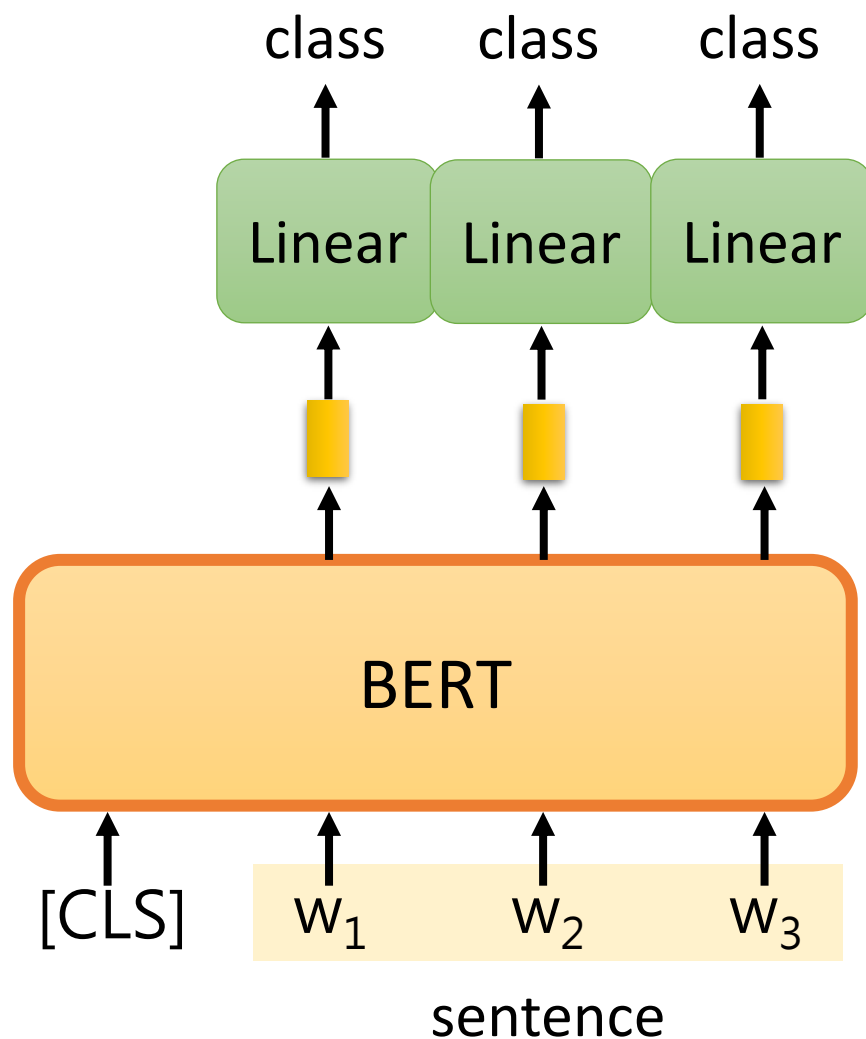 class class class
Linear Linear Linear
BERT
[CLS] w₁ w₂ w₃
sentence